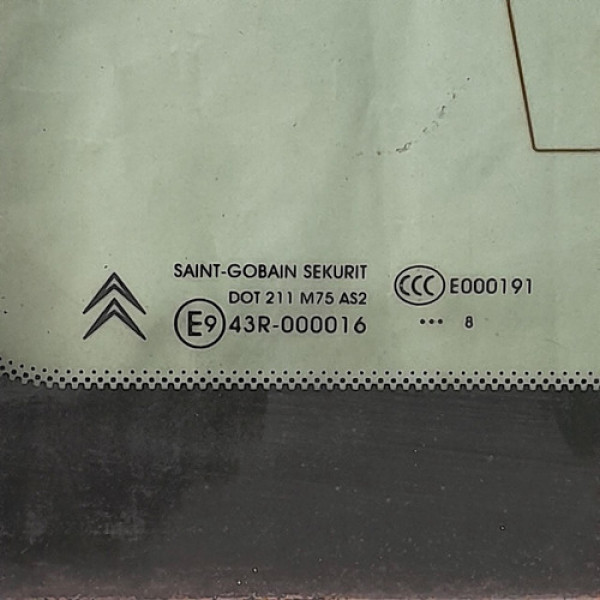 SAINT-GOBAIN SEKURIT
DOT 211 M75 AS2
E9 43R-000016
CCC E000191
••• 8